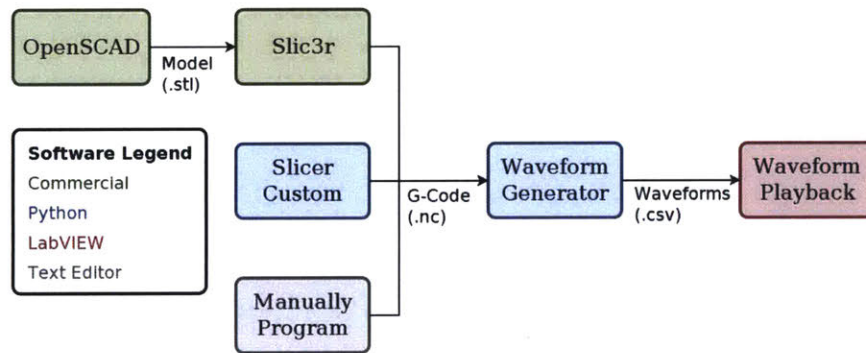 OpenSCAD
Model
(.stl)
Slic3r
Software Legend
Commercial
Python
LabVIEW
Text Editor
Slicer
Custom
Manually
Program
G-Code
(.nc)
Waveform
Generator
Waveforms
(.csv)
Waveform
Playback